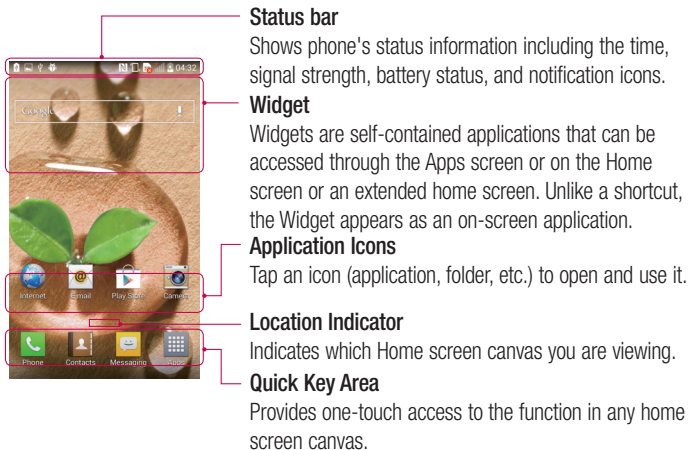 Status bar
Shows phone's status information including the time,
signal strength, battery status, and notification icons.
04:32
Widget
Google
Widgets are self-contained applications that can be
accessed through the Apps screen or on the Home
screen or an extended home screen. Unlike a shortcut,
the Widget appears as an on-screen application.
Application Icons
Tap an icon (application, folder, etc.) to open and use it.
Internet
E-mail
Play Store
Camera
Location Indicator
Indicates which Home screen canvas you are viewing.
Quick Key Area
Phone
Contacts
Messaging
Apps
Provides one-touch access to the function in any home
screen canvas.